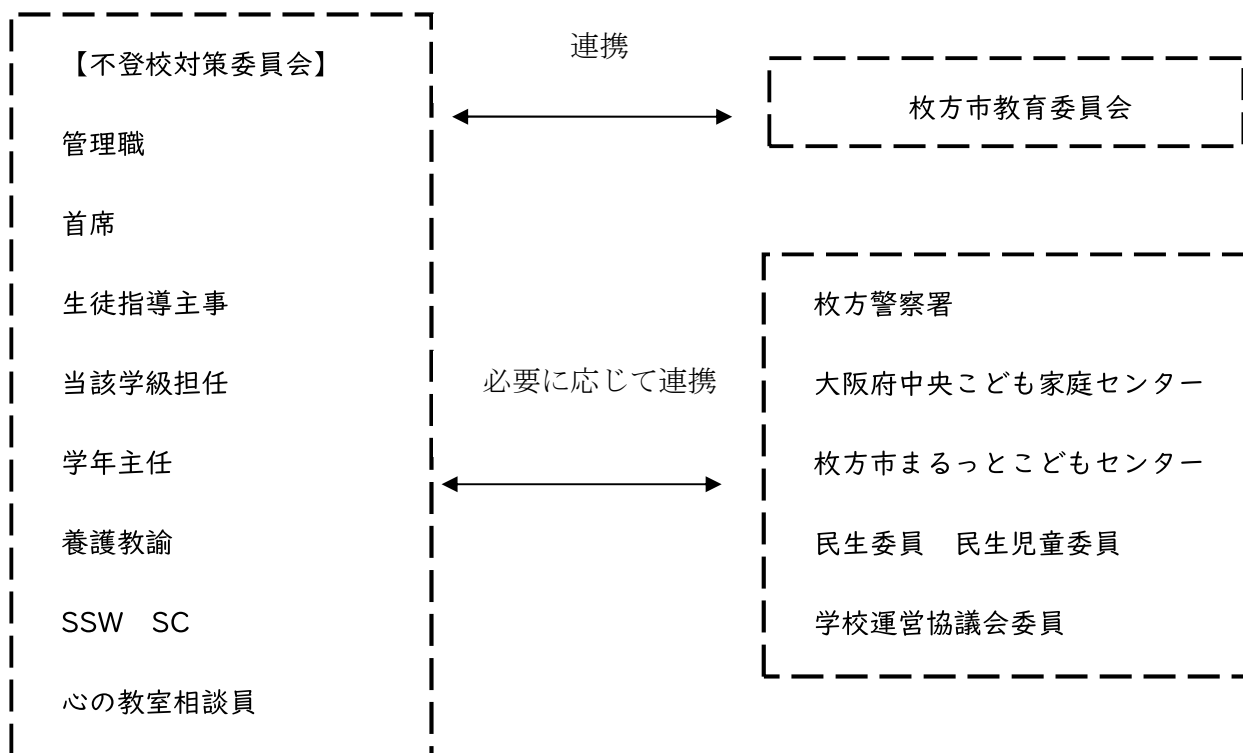 【不登校対策委員会】
管理職
首席
生徒指導主事
当該学級担任
学年主任
養護教諭
SSW　SC
心の教室相談員
連携
枚方市教育委員会
必要に応じて連携
枚方警察署
大阪府中央こども家庭センター
枚方市まるっとこどもセンター
民生委員　民生児童委員
学校運営協議会委員